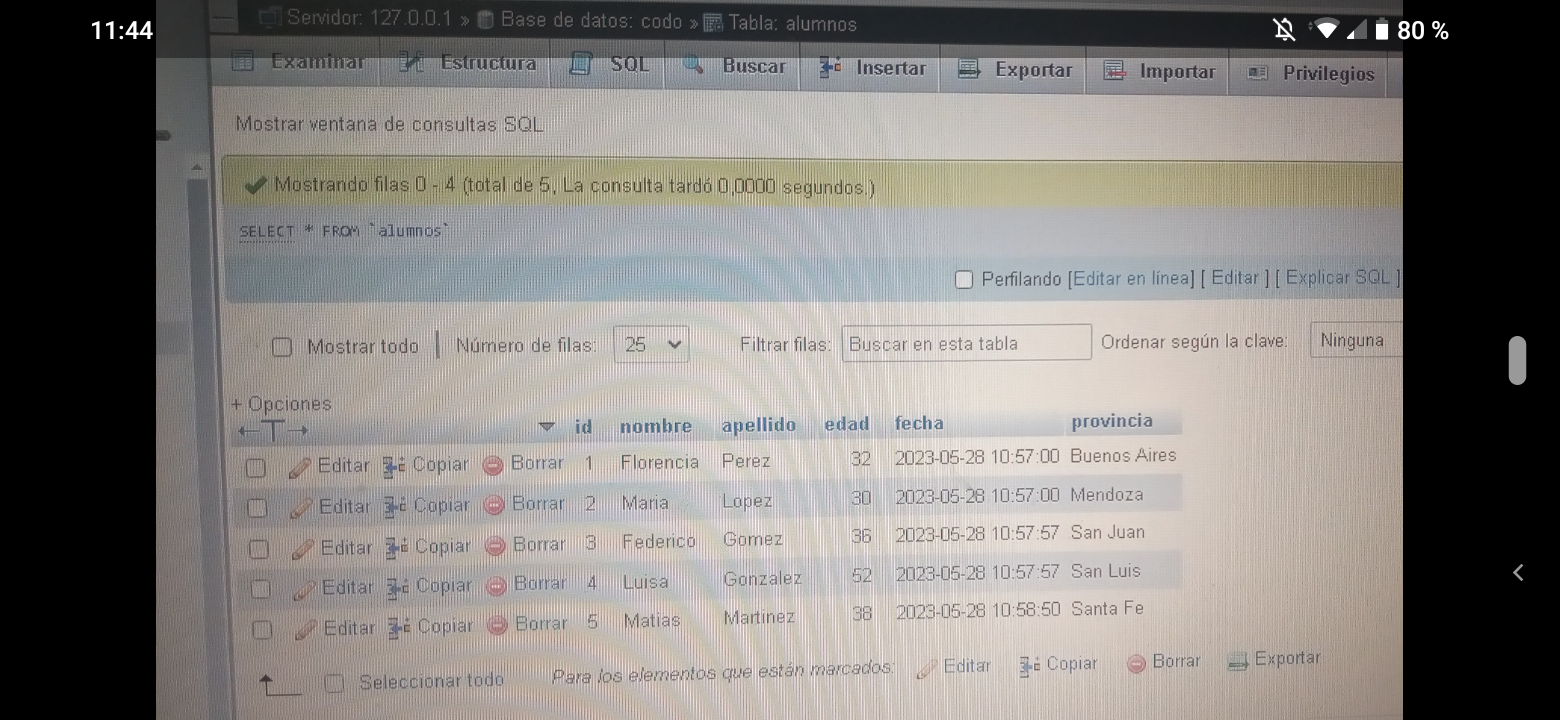 11:44
80 %
Servidor: 127.0.0.1 » Base de datos: codo » Tabla: alumnos
Examinar Estructura SQL Buscar Insertar Exportar Importar Privilegios
Mostrar ventana de consultas SQL
Mostrando filas 0 - 4 (total de 5, La consulta tardó 0,0000 segundos.)
SELECT * FROM `alumnos`
Perfilando [Editar en línea] [ Editar ] [ Explicar SQL ]
Mostrar todo Número de filas: 25 Filtrar filas: Buscar en esta tabla Ordenar según la clave: Ninguna
+ Opciones
←T→ id nombre apellido edad fecha provincia
Editar Copiar Borrar 1 Florencia Perez 32 2023-05-28 10:57:00 Buenos Aires
Editar Copiar Borrar 2 Maria Lopez 30 2023-05-28 10:57:00 Mendoza
Editar Copiar Borrar 3 Federico Gomez 36 2023-05-28 10:57:57 San Juan
Editar Copiar Borrar 4 Luisa Gonzalez 52 2023-05-28 10:57:57 San Luis
Editar Copiar Borrar 5 Matias Martinez 38 2023-05-28 10:58:50 Santa Fe
Seleccionar todo Para los elementos que están marcados: Editar Copiar Borrar Exportar